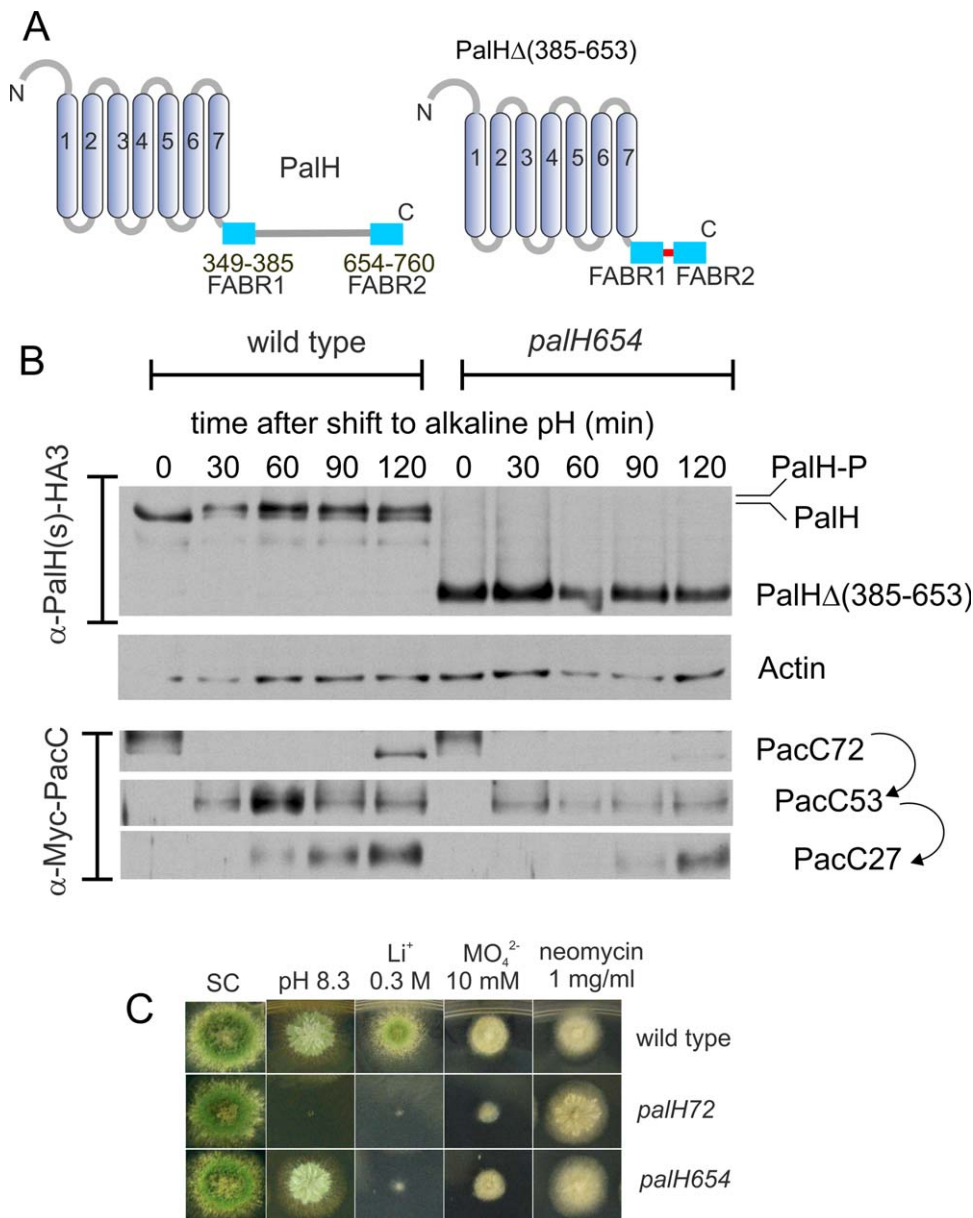 A
PalHΔ(385-653)
N
1 2 3 4 5 6 7
PalH
C
349-385
FABR1
654-760
FABR2
N
1 2 3 4 5 6 7
C
FABR1 FABR2
B
wild type palH654
time after shift to alkaline pH (min)
0 30 60 90 120 0 30 60 90 120
α-PalH(s)-HA3
PalH-P
PalH
PalHΔ(385-653)
Actin
α-Myc-PacC
PacC72
PacC53
PacC27
C
SC
pH 8.3
Li⁺
0.3 M
MO₄²⁻
10 mM
neomycin
1 mg/ml
wild type
palH72
palH654